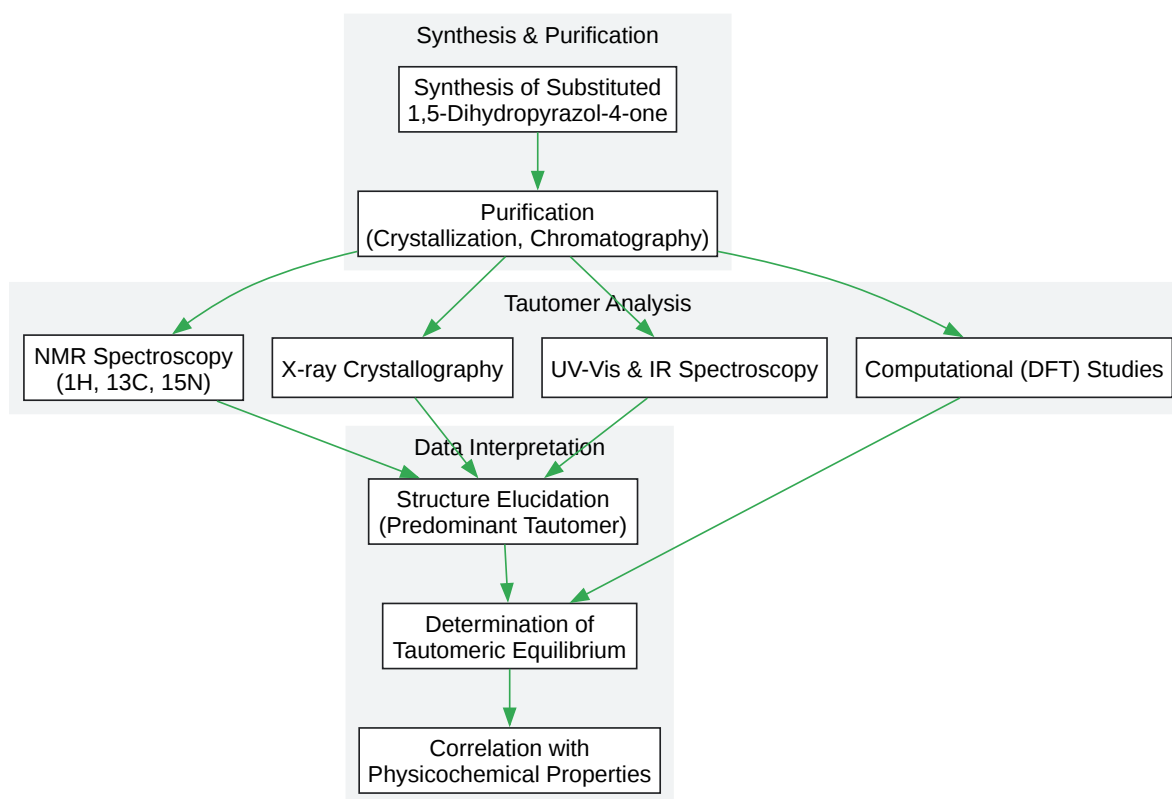 Synthesis & Purification
Synthesis of Substituted
1,5-Dihydropyrazol-4-one
Purification
(Crystallization, Chromatography)
Tautomer Analysis
NMR Spectroscopy
(1H, 13C, 15N)
X-ray Crystallography
UV-Vis & IR Spectroscopy
Computational (DFT) Studies
Data Interpretation
Structure Elucidation
(Predominant Tautomer)
Determination of
Tautomeric Equilibrium
Correlation with
Physicochemical Properties